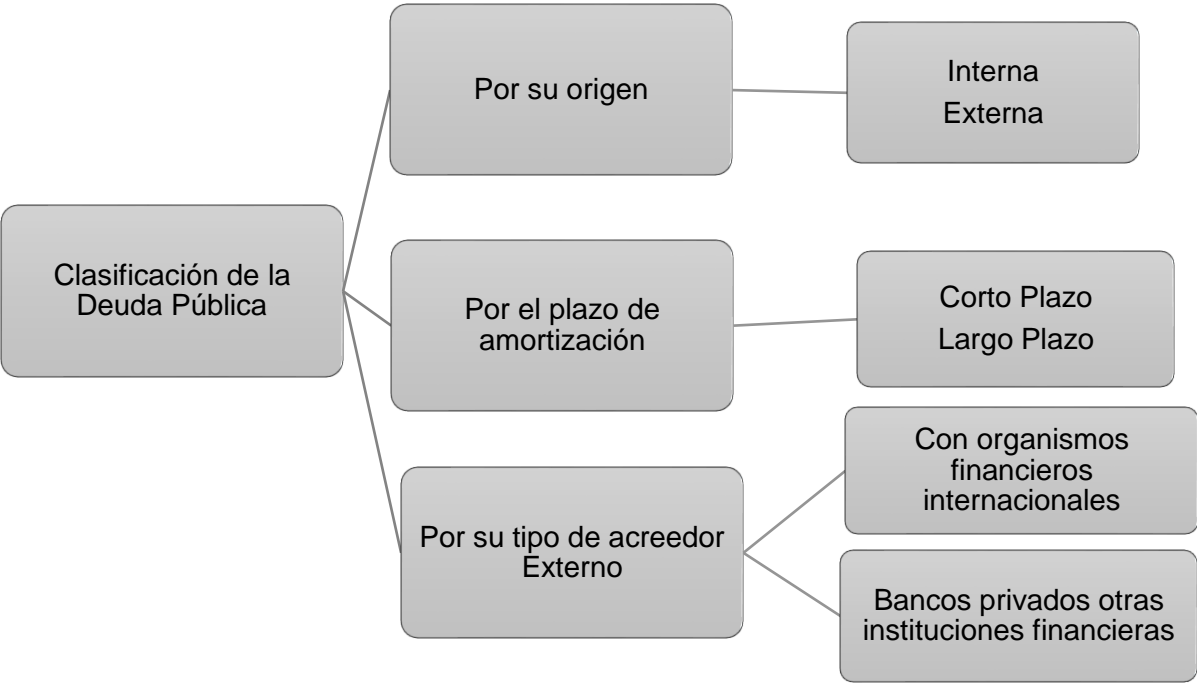 Clasificación de la
Deuda Pública
Por su origen
Interna
Externa
Por el plazo de
amortización
Corto Plazo
Largo Plazo
Por su tipo de acreedor
Externo
Con organismos
financieros
internacionales
Bancos privados otras
instituciones financieras